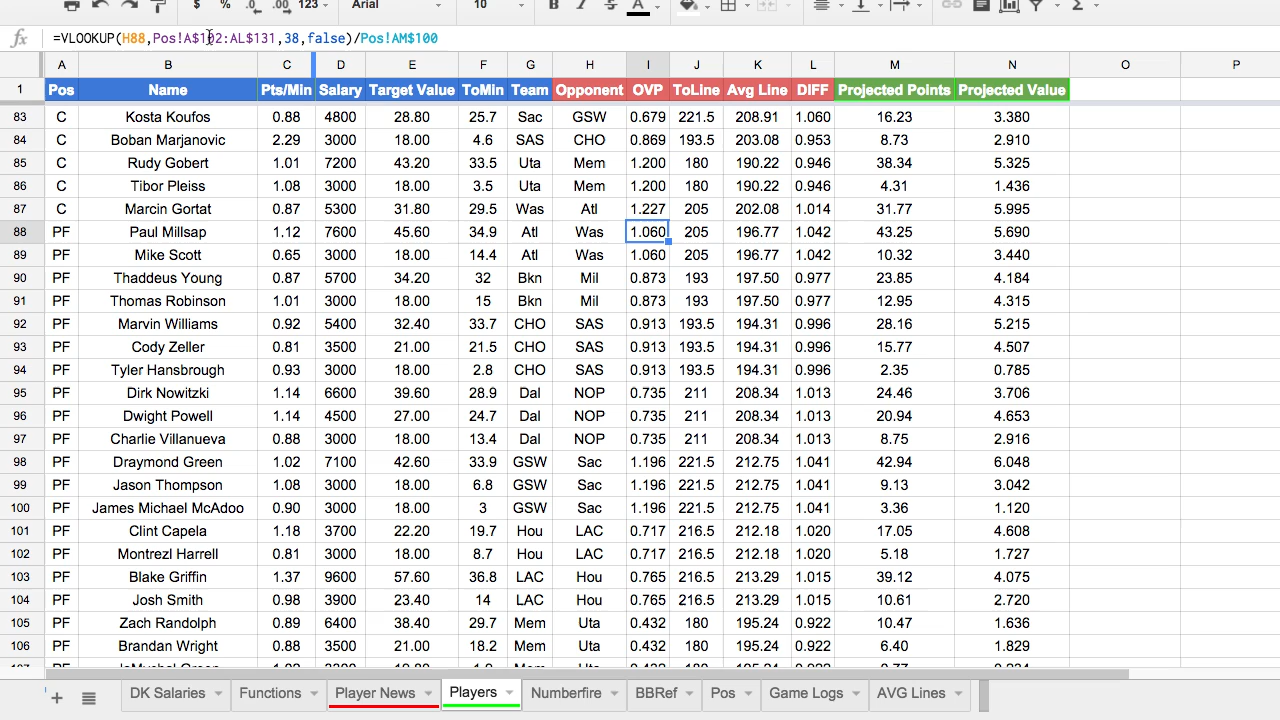 $ % .0 .00 123 Arial 10 B I S A Σ
fx =VLOOKUP(H88,Pos!A$102:AL$131,38,false)/Pos!AM$100
A B C D E F G H I J K L M N O P
1 Pos Name Pts/Min Salary Target Value ToMin Team Opponent OVP ToLine Avg Line DIFF Projected Points Projected Value
83 C Kosta Koufos 0.88 4800 28.80 25.7 Sac GSW 0.679 221.5 208.91 1.060 16.23 3.380
84 C Boban Marjanovic 2.29 3000 18.00 4.6 SAS CHO 0.869 193.5 203.08 0.953 8.73 2.910
85 C Rudy Gobert 1.01 7200 43.20 33.5 Uta Mem 1.200 180 190.22 0.946 38.34 5.325
86 C Tibor Pleiss 1.08 3000 18.00 3.5 Uta Mem 1.200 180 190.22 0.946 4.31 1.436
87 C Marcin Gortat 0.87 5300 31.80 29.5 Was Atl 1.227 205 202.08 1.014 31.77 5.995
88 PF Paul Millsap 1.12 7600 45.60 34.9 Atl Was 1.060 205 196.77 1.042 43.25 5.690
89 PF Mike Scott 0.65 3000 18.00 14.4 Atl Was 1.060 205 196.77 1.042 10.32 3.440
90 PF Thaddeus Young 0.87 5700 34.20 32 Bkn Mil 0.873 193 197.50 0.977 23.85 4.184
91 PF Thomas Robinson 1.01 3000 18.00 15 Bkn Mil 0.873 193 197.50 0.977 12.95 4.315
92 PF Marvin Williams 0.92 5400 32.40 33.7 CHO SAS 0.913 193.5 194.31 0.996 28.16 5.215
93 PF Cody Zeller 0.81 3500 21.00 21.5 CHO SAS 0.913 193.5 194.31 0.996 15.77 4.507
94 PF Tyler Hansbrough 0.93 3000 18.00 2.8 CHO SAS 0.913 193.5 194.31 0.996 2.35 0.785
95 PF Dirk Nowitzki 1.14 6600 39.60 28.9 Dal NOP 0.735 211 208.34 1.013 24.46 3.706
96 PF Dwight Powell 1.14 4500 27.00 24.7 Dal NOP 0.735 211 208.34 1.013 20.94 4.653
97 PF Charlie Villanueva 0.88 3000 18.00 13.4 Dal NOP 0.735 211 208.34 1.013 8.75 2.916
98 PF Draymond Green 1.02 7100 42.60 33.9 GSW Sac 1.196 221.5 212.75 1.041 42.94 6.048
99 PF Jason Thompson 1.08 3000 18.00 6.8 GSW Sac 1.196 221.5 212.75 1.041 9.13 3.042
100 PF James Michael McAdoo 0.90 3000 18.00 3 GSW Sac 1.196 221.5 212.75 1.041 3.36 1.120
101 PF Clint Capela 1.18 3700 22.20 19.7 Hou LAC 0.717 216.5 212.18 1.020 17.05 4.608
102 PF Montrezl Harrell 0.81 3000 18.00 8.7 Hou LAC 0.717 216.5 212.18 1.020 5.18 1.727
103 PF Blake Griffin 1.37 9600 57.60 36.8 LAC Hou 0.765 216.5 213.29 1.015 39.12 4.075
104 PF Josh Smith 0.98 3900 23.40 14 LAC Hou 0.765 216.5 213.29 1.015 10.61 2.720
105 PF Zach Randolph 0.89 6400 38.40 29.7 Mem Uta 0.432 180 195.24 0.922 10.47 1.636
106 PF Brandan Wright 0.88 3500 21.00 18.2 Mem Uta 0.432 180 195.24 0.922 6.40 1.829
DK Salaries Functions Player News Players Numberfire BBRef Pos Game Logs AVG Lines